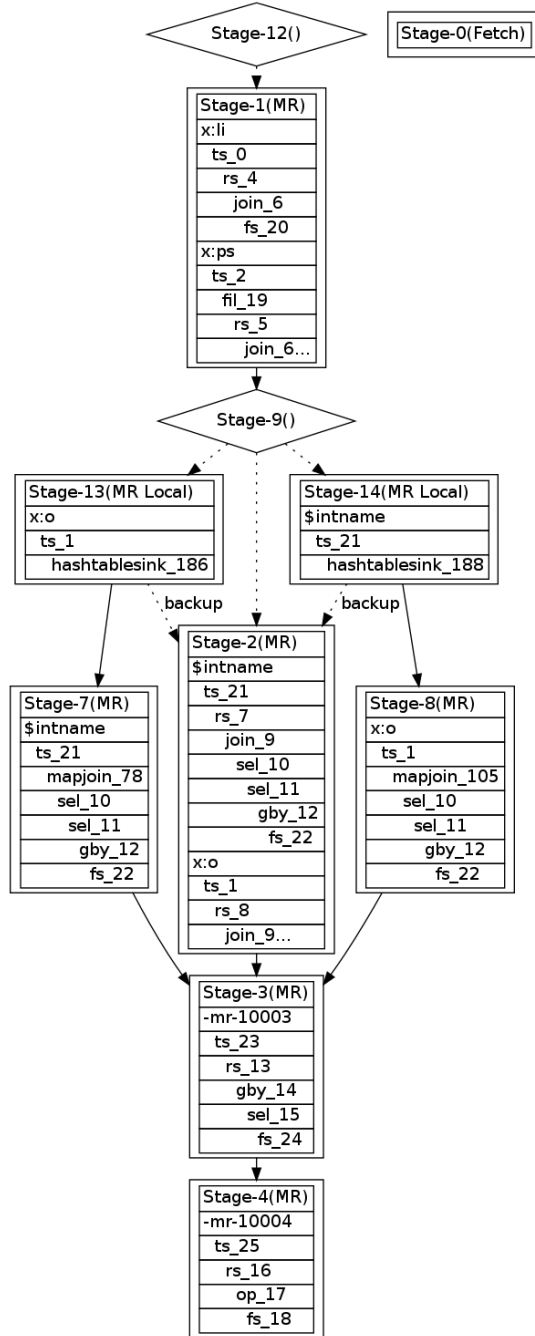 Stage-12()
Stage-0(Fetch)
Stage-1(MR)
x:li
ts_0
rs_4
join_6
fs_20
x:ps
ts_2
fil_19
rs_5
join_6...
Stage-9()
Stage-13(MR Local)
x:o
ts_1
hashtablesink_186
Stage-14(MR Local)
$intname
ts_21
hashtablesink_188
backup
backup
Stage-2(MR)
$intname
ts_21
rs_7
join_9
sel_10
sel_11
gby_12
fs_22
x:o
ts_1
rs_8
join_9...
Stage-7(MR)
$intname
ts_21
mapjoin_78
sel_10
sel_11
gby_12
fs_22
Stage-8(MR)
x:o
ts_1
mapjoin_105
sel_10
sel_11
gby_12
fs_22
Stage-3(MR)
-mr-10003
ts_23
rs_13
gby_14
sel_15
fs_24
Stage-4(MR)
-mr-10004
ts_25
rs_16
op_17
fs_18